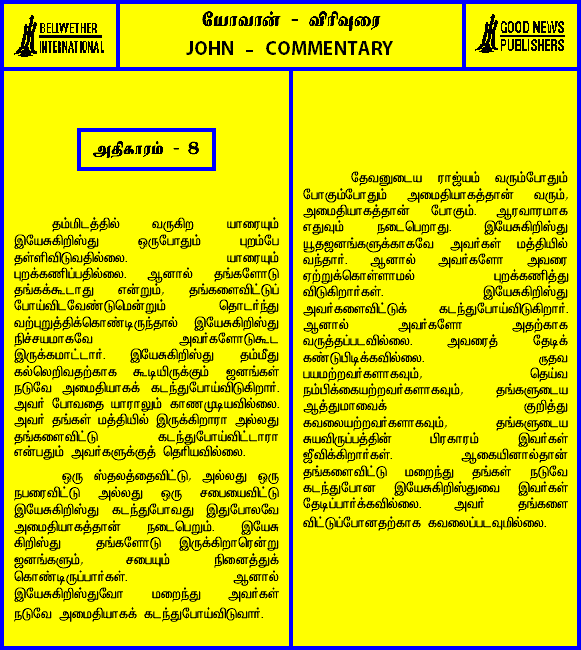 BELWETHER
INTERNATIONAL
யோவான் - விரிவுரை
JOHN - COMMENTARY
GOOD NEWS
PUBLISHERS
அதிகாரம் - 8
தம்மிடத்தில் வருகிற யாரையும்
இயேசுகிறிஸ்து ஒருபோதும் புறம்பே
தள்ளிவிடுவதில்லை. யாரையும்
புறக்கணிப்பதில்லை. ஆனால் தங்களோடு
தங்கக்கூடாது என்றும், தங்களைவிட்டுப்
போய்விடவேண்டுமென்றும் தொடர்ந்து
வற்புறுத்திக்கொண்டிருந்தால் இயேசுகிறிஸ்து
நிச்சயமாகவே அவர்களோடுகூட
இருக்கமாட்டார். இயேசுகிறிஸ்து தம்மீது
கல்லெறிவதற்காக கூடியிருக்கும் ஜனங்கள்
நடுவே அமைதியாகக் கடந்துபோய்விடுகிறார்.
அவர் போவதை யாராலும் காணமுடியவில்லை.
அவர் தங்கள் மத்தியில் இருக்கிறாரா அல்லது
தங்களைவிட்டு கடந்துபோய்விட்டாரா
என்பதும் அவர்களுக்குத் தெரியவில்லை.
ஒரு ஸ்தலத்தைவிட்டு, அல்லது ஒரு
நபரைவிட்டு அல்லது ஒரு சபையைவிட்டு
இயேசுகிறிஸ்து கடந்துபோவது இதுபோலவே
அமைதியாகத்தான் நடைபெறும். இயேசு
கிறிஸ்து தங்களோடு இருக்கிறாரென்று
ஜனங்களும், சபையும் நினைத்துக்
கொண்டிருப்பார்கள். ஆனால்
இயேசுகிறிஸ்துவோ மறைந்து அவர்கள்
நடுவே அமைதியாகக் கடந்துபோய்விடுவார்.
தேவனுடைய ராஜ்யம் வரும்போதும்
போகும்போதும் அமைதியாகத்தான் வரும்,
அமைதியாகத்தான் போகும். ஆரவாரமாக
எதுவும் நடைபெறாது. இயேசுகிறிஸ்து
யூதஜனங்களுக்காகவே அவர்கள் மத்தியில்
வந்தார். ஆனால் அவர்களோ அவரை
ஏற்றுக்கொள்ளாமல் புறக்கணித்து
விடுகிறார்கள். இயேசுகிறிஸ்து
அவர்களைவிட்டுக் கடந்துபோய்விடுகிறார்.
ஆனால் அவர்களோ அதற்காக
வருத்தப்படவில்லை. அவரைத் தேடிக்
கண்டுபிடிக்கவில்லை. ருதவ
பயமற்றவர்களாகவும், தெய்வ
நம்பிக்கையற்றவர்களாகவும், தங்களுடைய
ஆத்துமாவைக் குறித்து
கவலையற்றவர்களாகவும், தங்களுடைய
சுயவிருப்பத்தின் பிரகாரம் இவர்கள்
ஜீவிக்கிறார்கள். ஆகையினால்தான்
தங்களைவிட்டு மறைந்து தங்கள் நடுவே
கடந்துபோன இயேசுகிறிஸ்துவை இவர்கள்
தேடிப்பார்க்கவில்லை. அவர் தங்களை
விட்டுப்போனதற்காக கவலைப்படவுமில்லை.